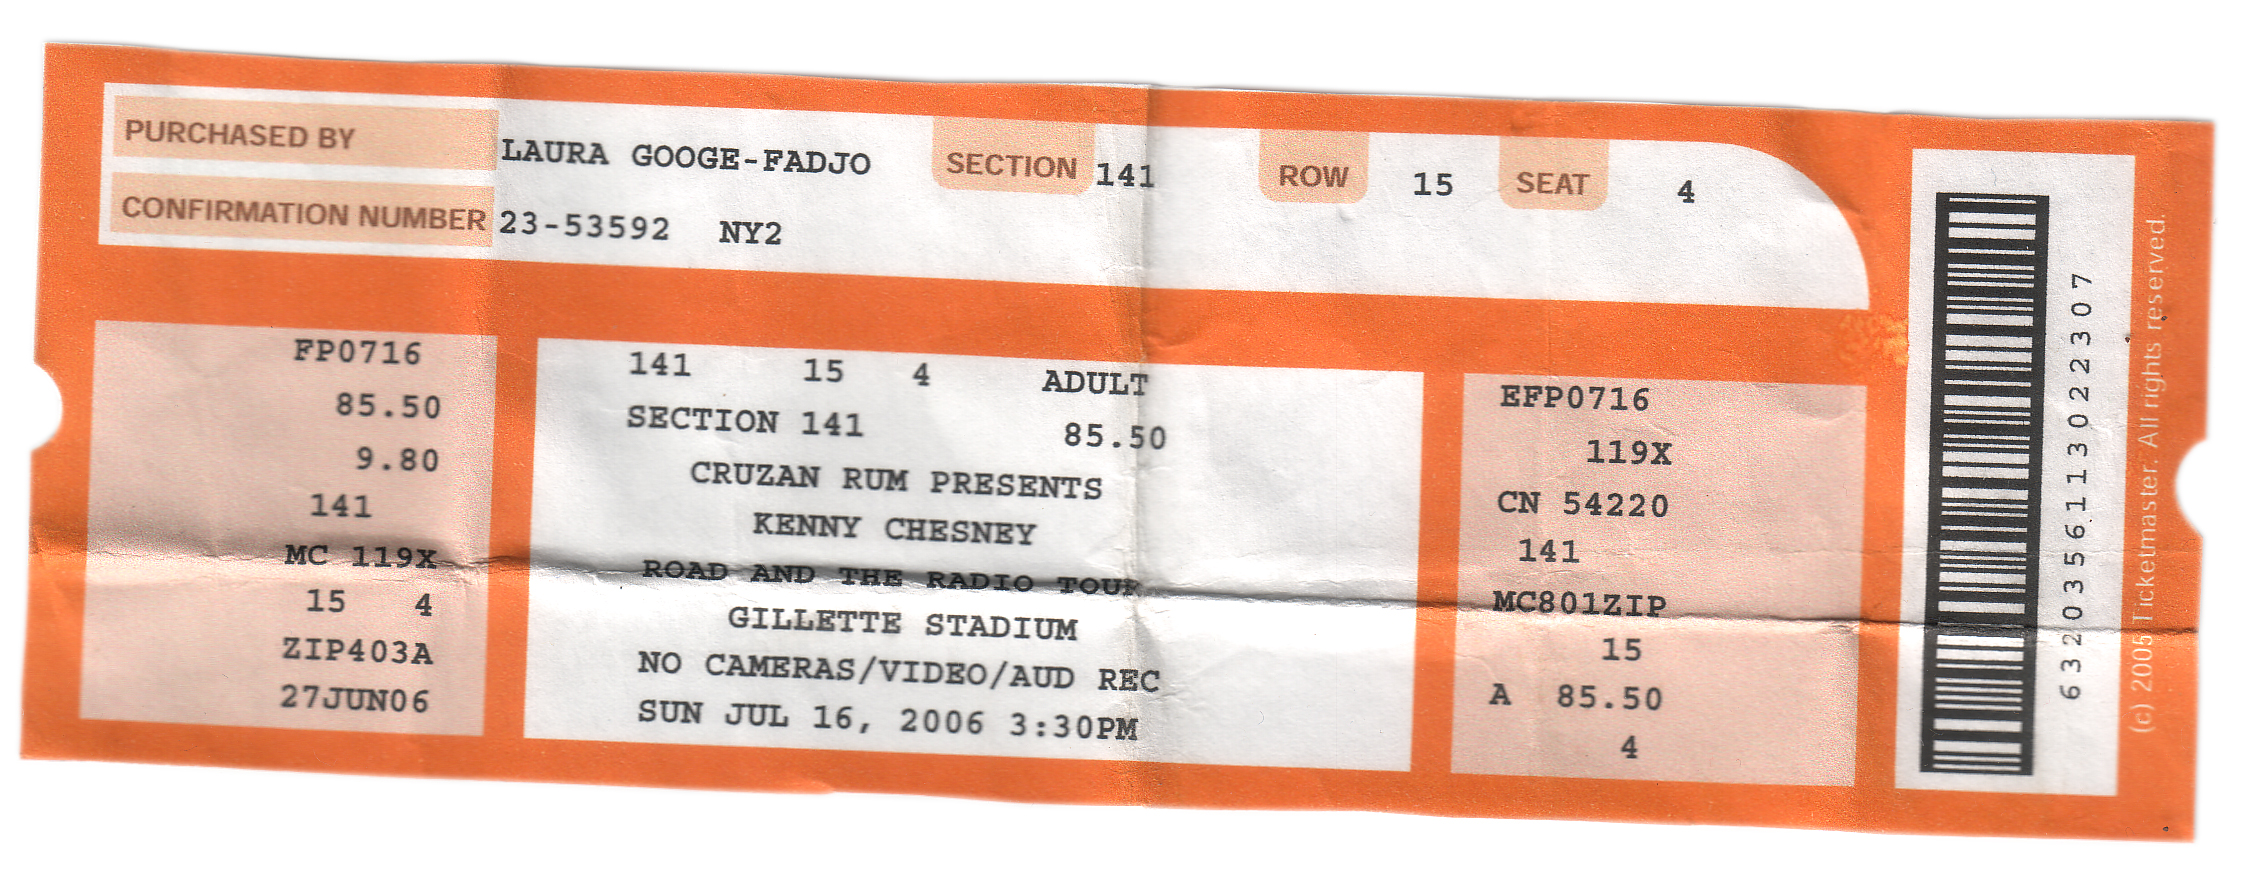 PURCHASED BY LAURA GOOGE-FADJO SECTION 141 ROW 15 SEAT 4
CONFIRMATION NUMBER 23-53592 NY2
FP0716
85.50
9.80
141
MC 119X
15 4
ZIP403A
27JUN06
141 15 4 ADULT
SECTION 141 85.50
CRUZAN RUM PRESENTS
KENNY CHESNEY
ROAD AND THE RADIO TOUR
GILLETTE STADIUM
NO CAMERAS/VIDEO/AUD REC
SUN JUL 16, 2006 3:30PM
EFP0716
119X
CN 54220
141
MC801ZIP
15
A 85.50
4
6320356113022307
(c) 2005 Ticketmaster. All rights reserved.